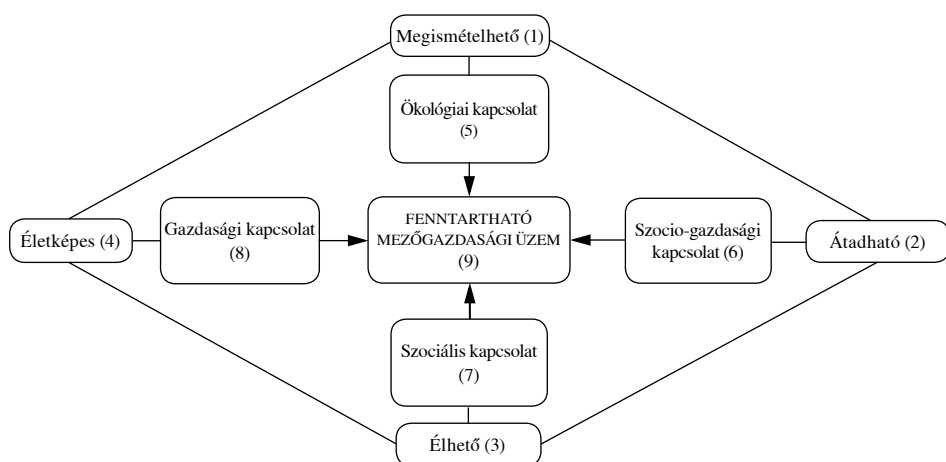 Megismételhető (1)
Ökológiai kapcsolat
(5)
Életképes (4)
Gazdasági kapcsolat
(8)
FENNTARTHATÓ
MEZŐGAZDASÁGI ÜZEM
(9)
Szocio-gazdasági
kapcsolat (6)
Átadható (2)
Szociális kapcsolat
(7)
Élhető (3)